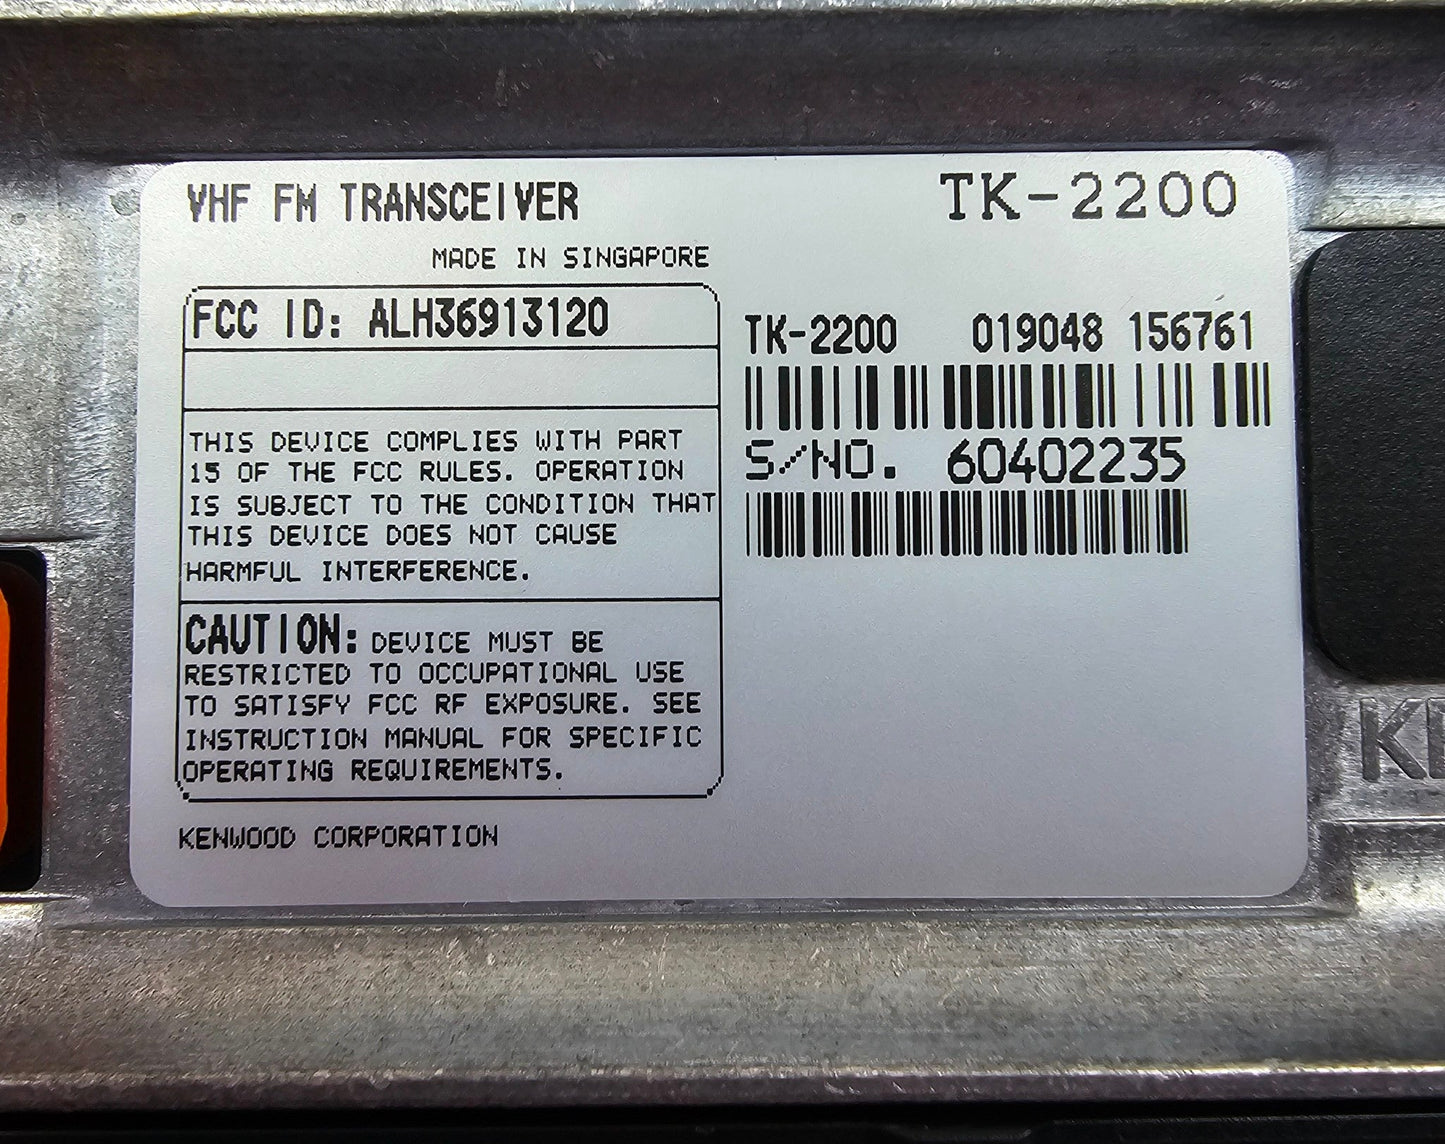 VHF FM TRANSCEIVER
TK-2200
MADE IN SINGAPORE
FCC ID: ALH36913120
THIS DEVICE COMPLIES WITH PART
15 OF THE FCC RULES. OPERATION
IS SUBJECT TO THE CONDITION THAT
THIS DEVICE DOES NOT CAUSE
HARMFUL INTERFERENCE.
CAUTION: DEVICE MUST BE
RESTRICTED TO OCCUPATIONAL USE
TO SATISFY FCC RF EXPOSURE. SEE
INSTRUCTION MANUAL FOR SPECIFIC
OPERATING REQUIREMENTS.
KENWOOD CORPORATION
TK-2200 019048 156761
S/NO. 60402235